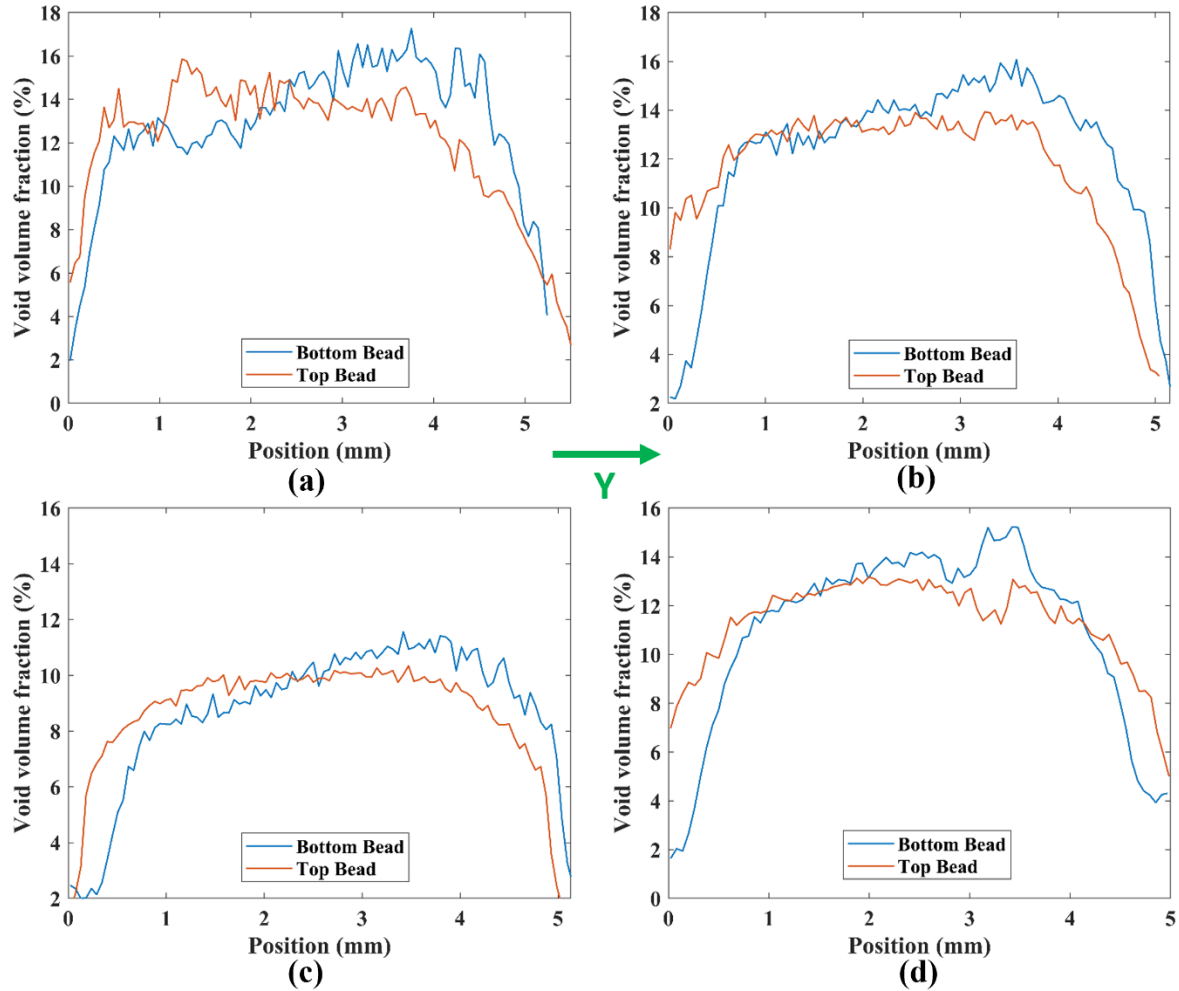 18
16
14
12
10
8
6
4
2
0
Void volume fraction (%)
Bottom Bead
Top Bead
0 1 2 3 4 5
Position (mm)
(a)
18
16
14
12
10
8
6
4
2
Void volume fraction (%)
Bottom Bead
Top Bead
0 1 2 3 4 5
Position (mm)
(b)
Y
16
14
12
10
8
6
4
2
Void volume fraction (%)
Bottom Bead
Top Bead
0 1 2 3 4 5
Position (mm)
(c)
16
14
12
10
8
6
4
2
0
Void volume fraction (%)
Bottom Bead
Top Bead
0 1 2 3 4 5
Position (mm)
(d)